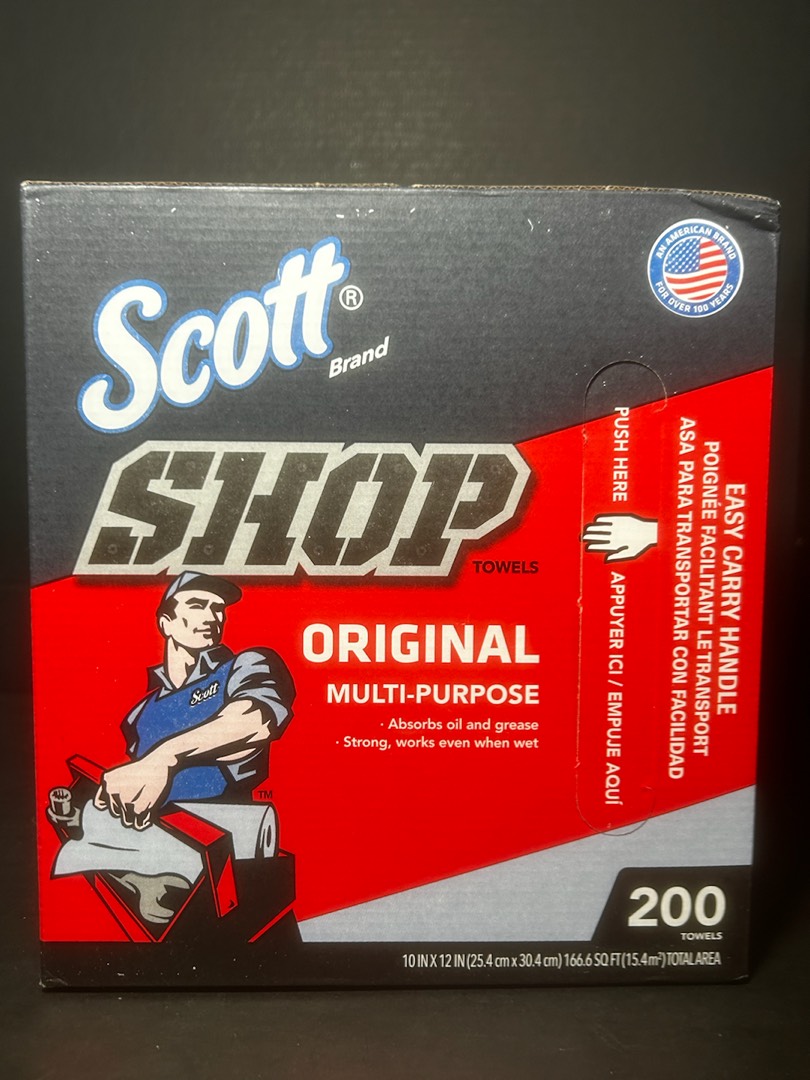 Scott®
Brand
AN AMERICAN BRAND
FOR OVER 100 YEARS
SHOP
TOWELS
ORIGINAL
MULTI-PURPOSE
· Absorbs oil and grease
· Strong, works even when wet
Scott
TM
EASY CARRY HANDLE
POIGNÉE FACILITANT LE TRANSPORT
ASA PARA TRANSPORTAR CON FACILIDAD
PUSH HERE
APPUYER ICI / EMPUJE AQUÍ
200
TOWELS
10 IN X 12 IN (25.4 cm x 30.4 cm) 166.6 SQ FT (15.4 m²) TOTAL AREA